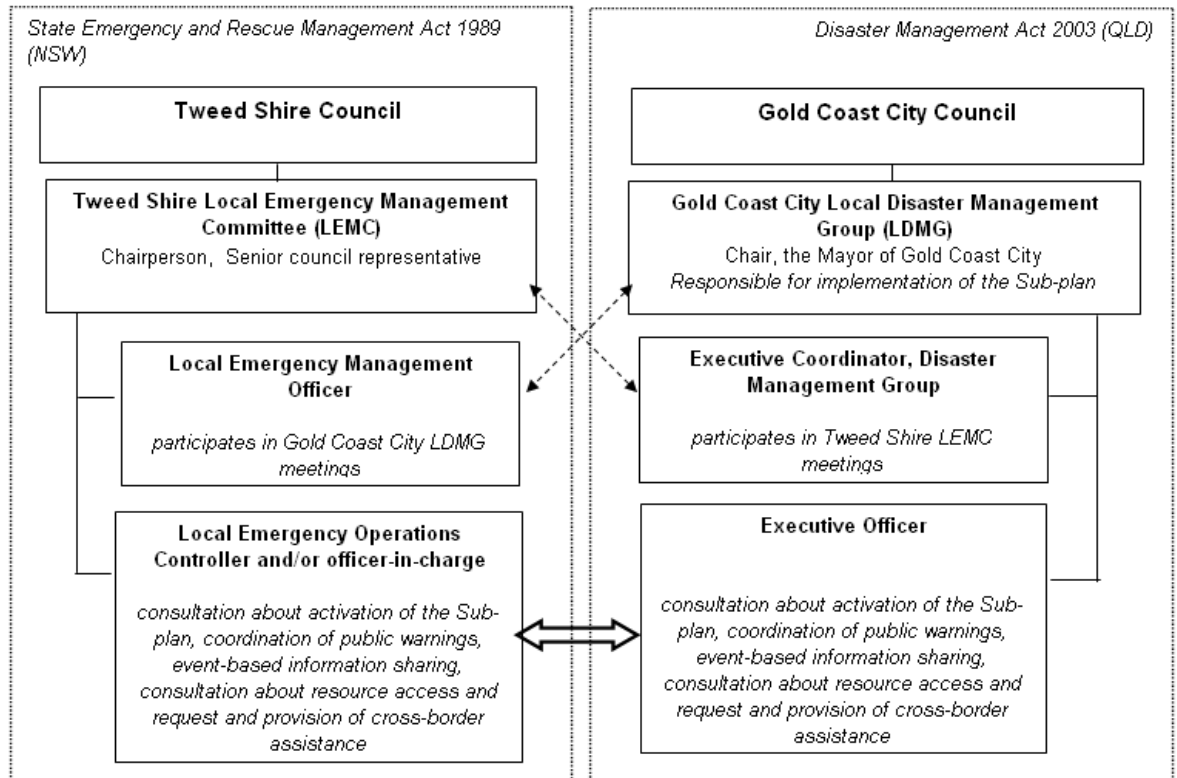 State Emergency and Rescue Management Act 1989
(NSW)
Tweed Shire Council
Tweed Shire Local Emergency Management
Committee (LEMC)
Chairperson, Senior council representative
Local Emergency Management
Officer
participates in Gold Coast City LDMG
meetings
Local Emergency Operations
Controller and/or officer-in-charge
consultation about activation of the Sub-
plan, coordination of public warnings,
event-based information sharing,
consultation about resource access and
request and provision of cross-border
assistance
Disaster Management Act 2003 (QLD)
Gold Coast City Council
Gold Coast City Local Disaster Management
Group (LDMG)
Chair, the Mayor of Gold Coast City
Responsible for implementation of the Sub-plan
Executive Coordinator, Disaster
Management Group
participates in Tweed Shire LEMC
meetings
Executive Officer
consultation about activation of the Sub-
plan, coordination of public warnings,
event-based information sharing,
consultation about resource access and
request and provision of cross-border
assistance